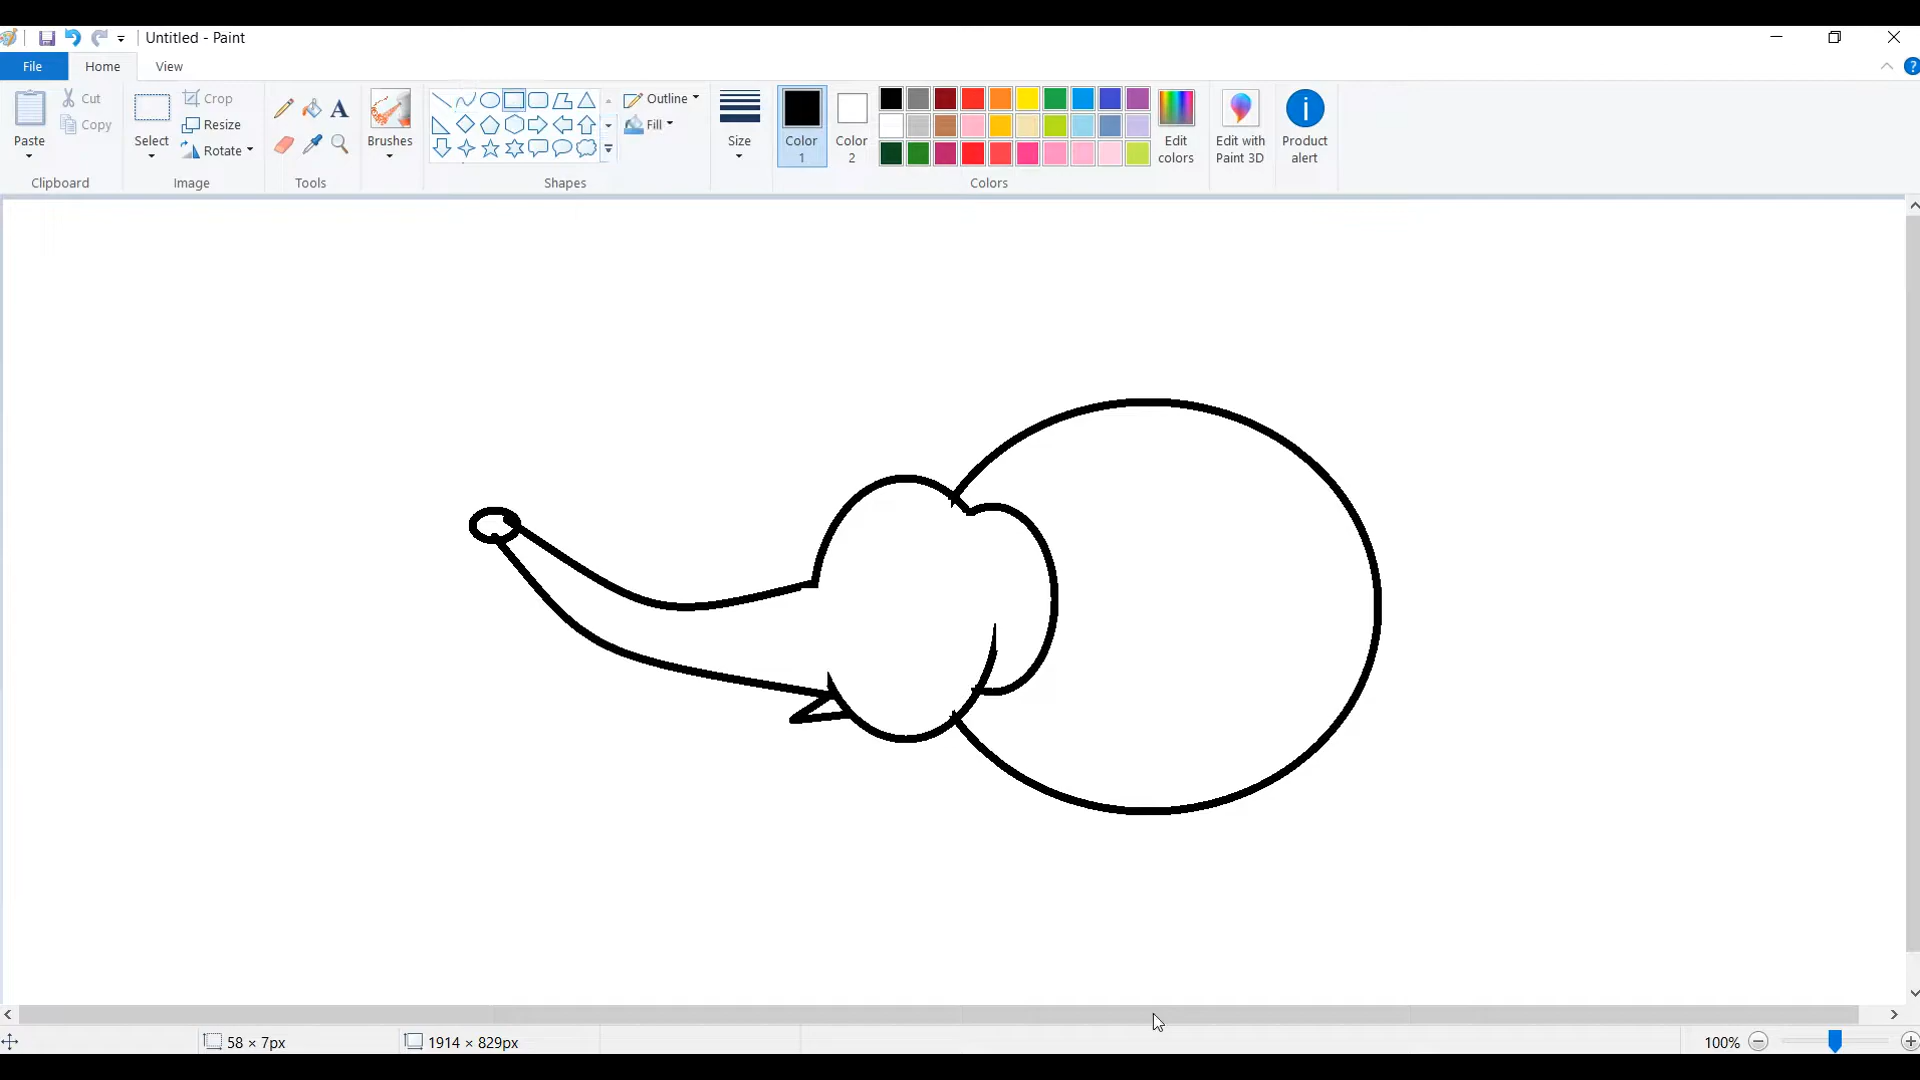 Untitled - Paint
File Home View
Paste
Cut
Copy
Clipboard
Select
Crop
Resize
Rotate
Image
A
Tools
Brushes
Outline
Fill
Shapes
Size
Color 1
Color 2
Edit colors
Colors
Edit with Paint 3D
Product alert
58 × 7px
1914 × 829px
100%